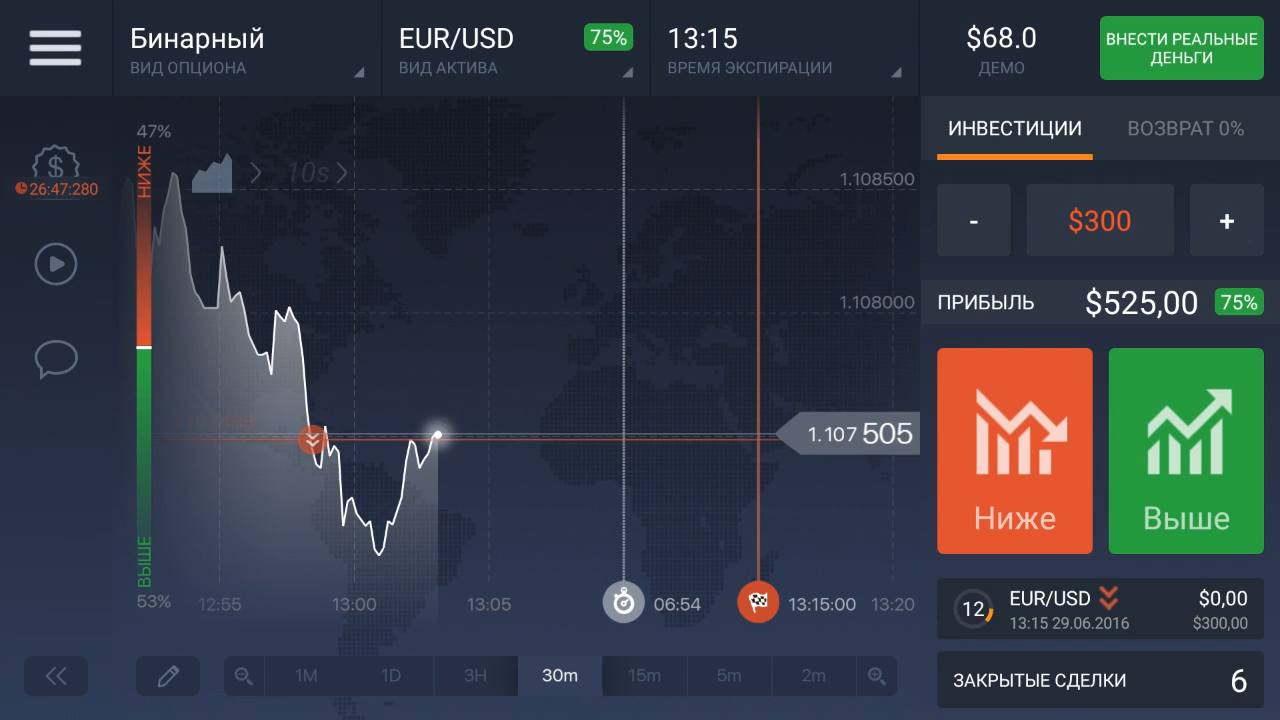 Бинарный
ВИД ОПЦИОНА
EUR/USD
75%
ВИД АКТИВА
13:15
ВРЕМЯ ЭКСПИРАЦИИ
$68.0
ДЕМО
ВНЕСТИ РЕАЛЬНЫЕ
ДЕНЬГИ
26:47:280
47%
НИЖЕ
10s
1.108500
1.108000
1.107 505
ВЫШЕ
53%
12:55
13:00
13:05
06:54
13:15:00
13:20
1M
1D
3H
30m
15m
5m
2m
ИНВЕСТИЦИИ
ВОЗВРАТ 0%
-
$300
+
ПРИБЫЛЬ
$525,00
75%
Ниже
Выше
12
EUR/USD
$0,00
13:15 29.06.2016
$300,00
ЗАКРЫТЫЕ СДЕЛКИ
6